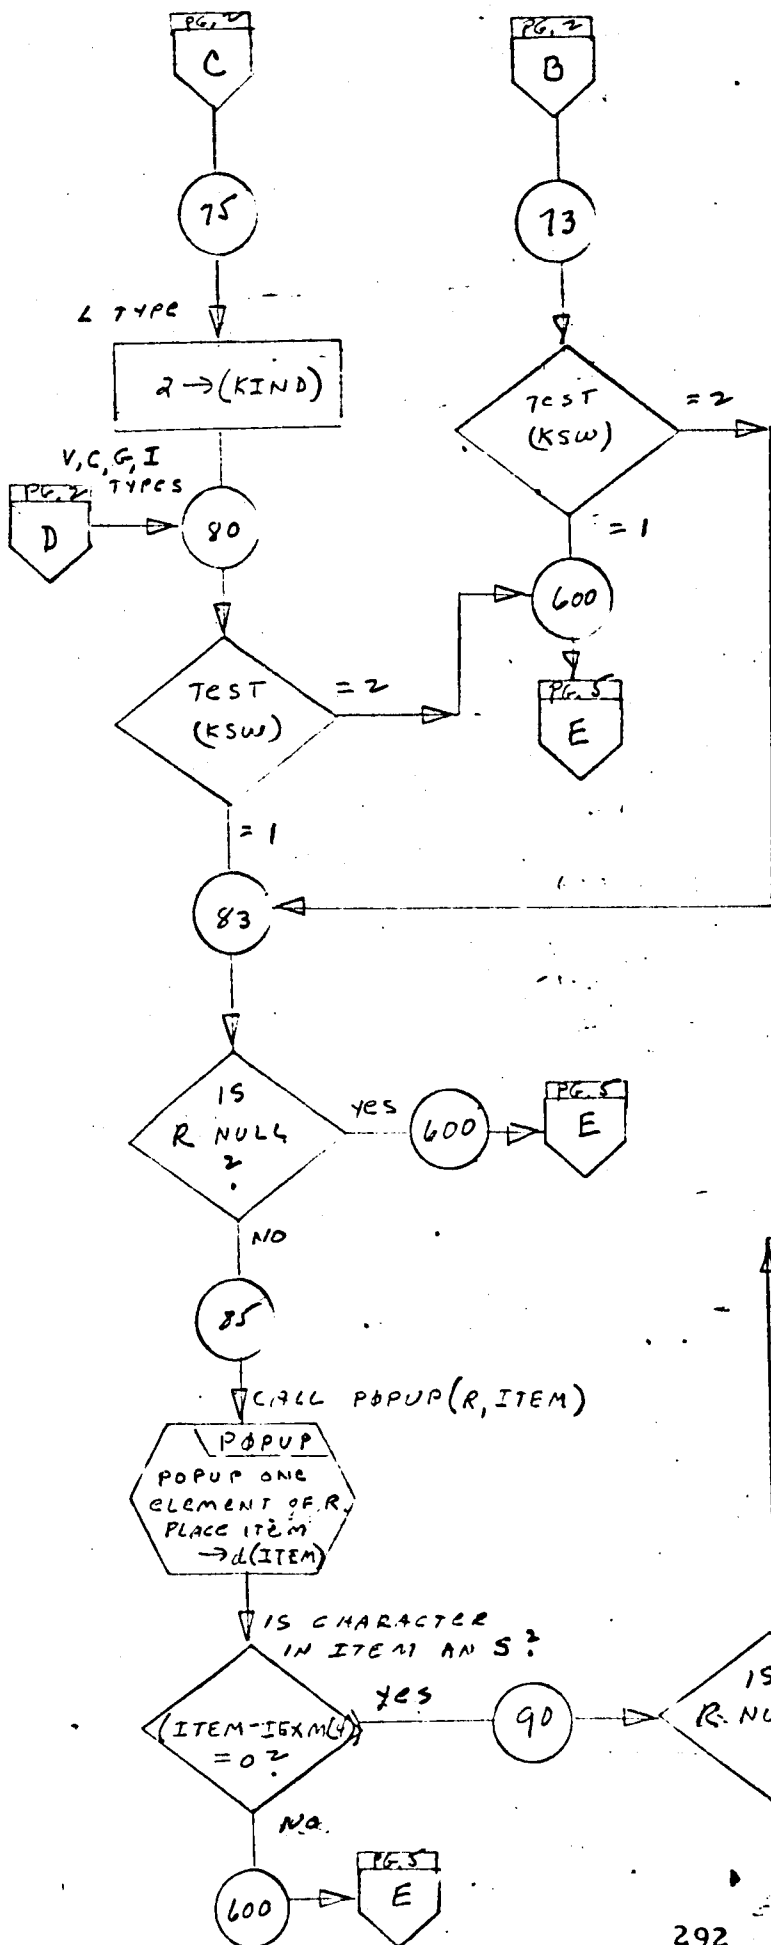 PG. 2
C
PG. 2
B
75
73
L TYPE
2→(KIND)
TEST
(KSW)
= 2
V, C, G, I
TYPES
PG. 2
D
80
= 1
600
TEST
(KSW)
= 2
PG. 5
E
= 1
83
IS
R NULL
?
yes
600
PG. 5
E
NO
85
CALL PØPUP(R, ITEM)
PØPUP
POPUP ONE
ELEMENT OF R.
PLACE ITEM
→d(ITEM)
IS CHARACTER
IN ITEM AN S?
(ITEM-IGXM(4))
= 0?
yes
90
IS
R NU
NO.
600
PG. 5
E
292